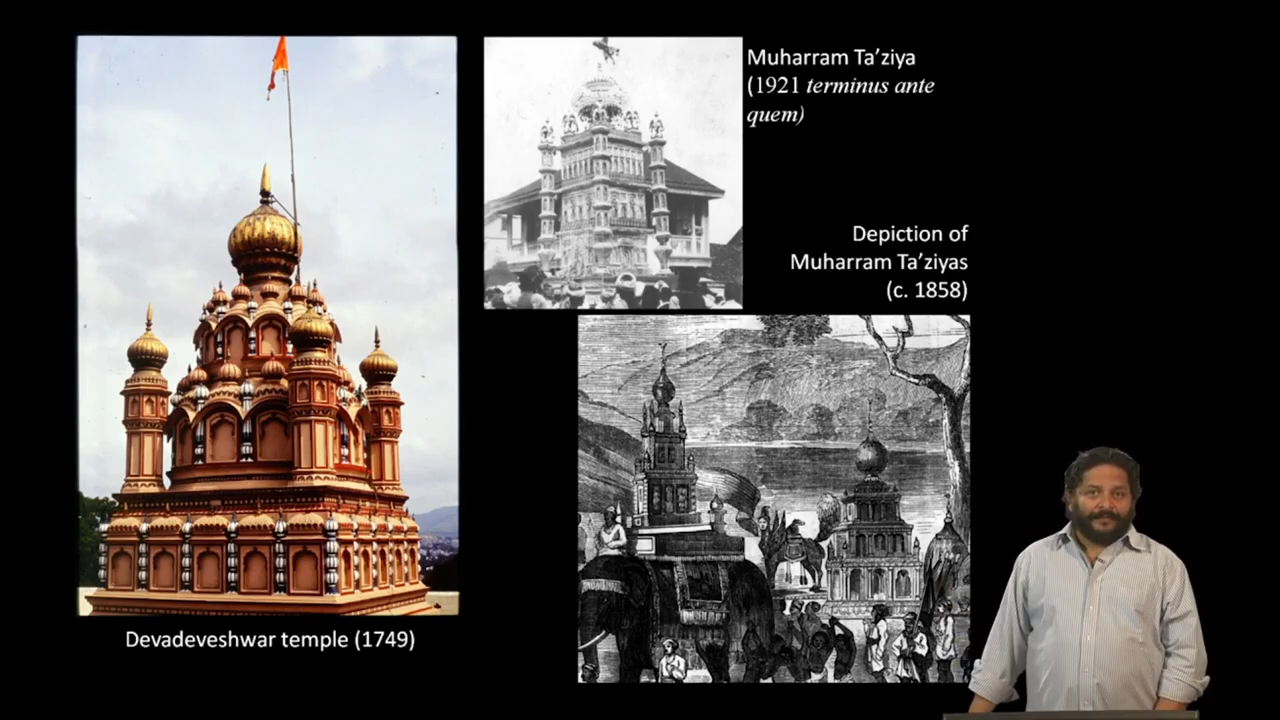 Muharram Ta’ziya
(1921 terminus ante
quem)
Depiction of
Muharram Ta’ziyas
(c. 1858)
Devadeveshwar temple (1749)